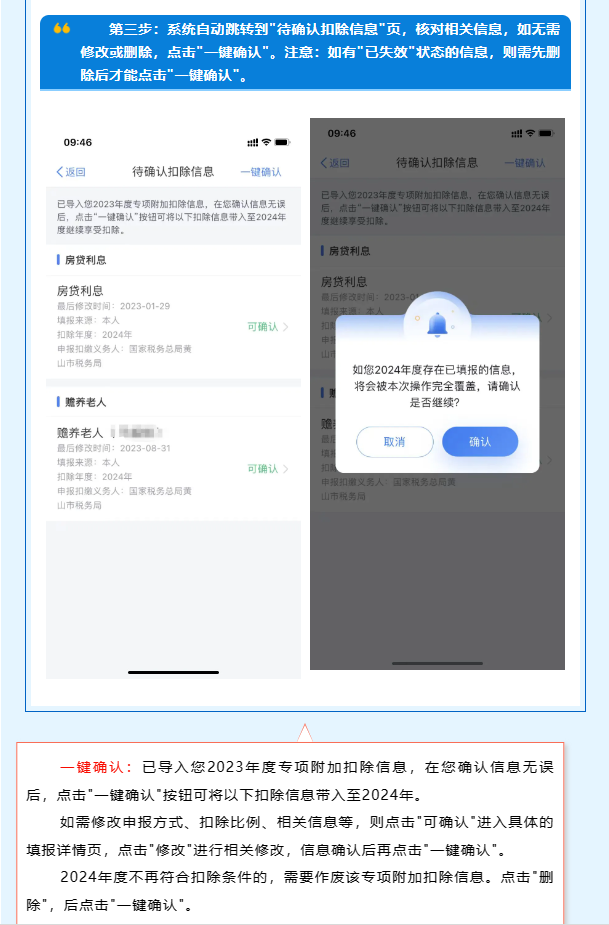 第三步：系统自动跳转到"待确认扣除信息"页，核对相关信息，如无需
修改或删除，点击"一键确认"。注意：如有"已失效"状态的信息，则需先删
除后才能点击"一键确认"。
09:46
返回
待确认扣除信息
一键确认
已导入您2023年度专项附加扣除信息，在您确认信息无误
后，点击“一键确认”按钮可将以下扣除信息带入至2024年
度继续享受扣除。
房贷利息
房贷利息
最后修改时间：2023-01-29
填报来源：本人
扣除年度：2024年
申报扣缴义务人：国家税务总局黄
山市税务局
可确认
赡养老人
赡养老人
最后修改时间：2023-08-31
填报来源：本人
扣除年度：2024年
申报扣缴义务人：国家税务总局黄
山市税务局
可确认
09:46
返回
待确认扣除信息
一键确认
已导入您2023年度专项附加扣除信息，在您确认信息无误
后，点击“一键确认”按钮可将以下扣除信息带入至2024年
度继续享受扣除。
房贷利息
房贷利息
最后修改时间：2023-0
填报来源：本人
如您2024年度存在已填报的信息，
将会被本次操作完全覆盖，请确认
是否继续?
取消
确认
申报扣缴义务人：国家税务总局黄
山市税务局
一键确认：已导入您2023年度专项附加扣除信息，在您确认信息无误
后，点击"一键确认"按钮可将以下扣除信息带入至2024年。
如需修改申报方式、扣除比例、相关信息等，则点击"可确认"进入具体的
填报详情页，点击"修改"进行相关修改，信息确认后再点击"一键确认"。
2024年度不再符合扣除条件的，需要作废该专项附加扣除信息。点击"删
除"，后点击"一键确认"。